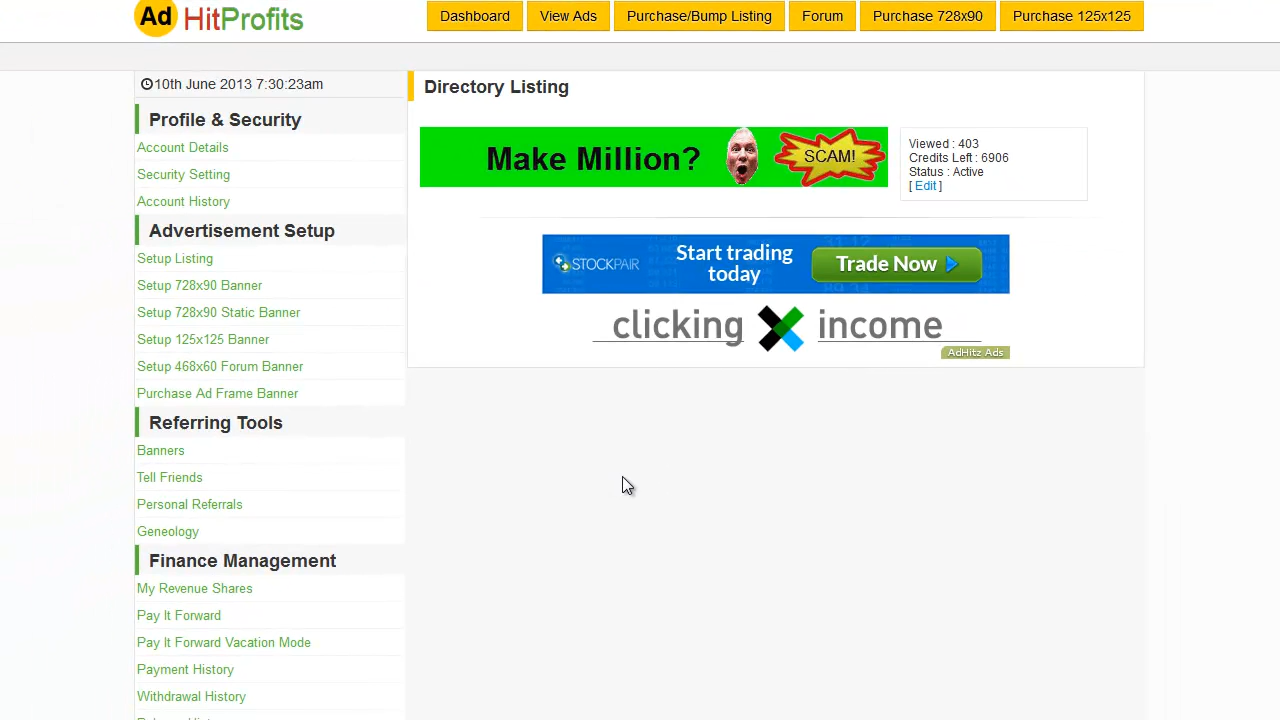 Ad HitProfits
Dashboard
View Ads
Purchase/Bump Listing
Forum
Purchase 728x90
Purchase 125x125
10th June 2013 7:30:23am
Profile & Security
Account Details
Security Setting
Account History
Advertisement Setup
Setup Listing
Setup 728x90 Banner
Setup 728x90 Static Banner
Setup 125x125 Banner
Setup 468x60 Forum Banner
Purchase Ad Frame Banner
Referring Tools
Banners
Tell Friends
Personal Referrals
Geneology
Finance Management
My Revenue Shares
Pay It Forward
Pay It Forward Vacation Mode
Payment History
Withdrawal History
Directory Listing
Make Million?
SCAM!
Viewed : 403
Credits Left : 6906
Status : Active
[ Edit ]
STOCKPAIR
Start trading
today
Trade Now
clicking income
AdHitz Ads